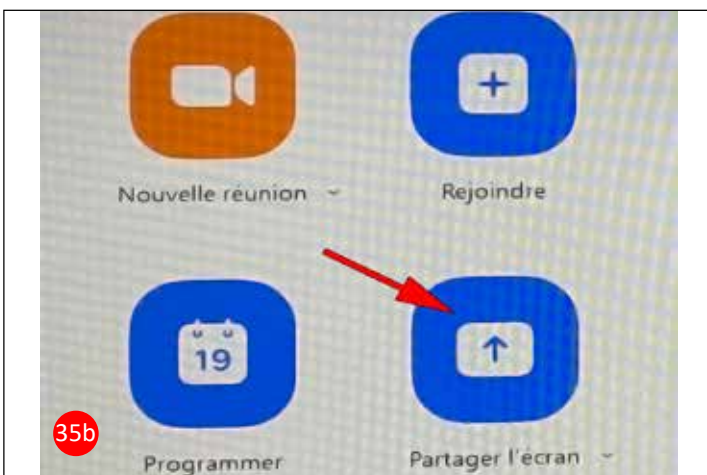 Nouvelle réunion
Rejoindre
19
35b
Programmer
Partager l'écran